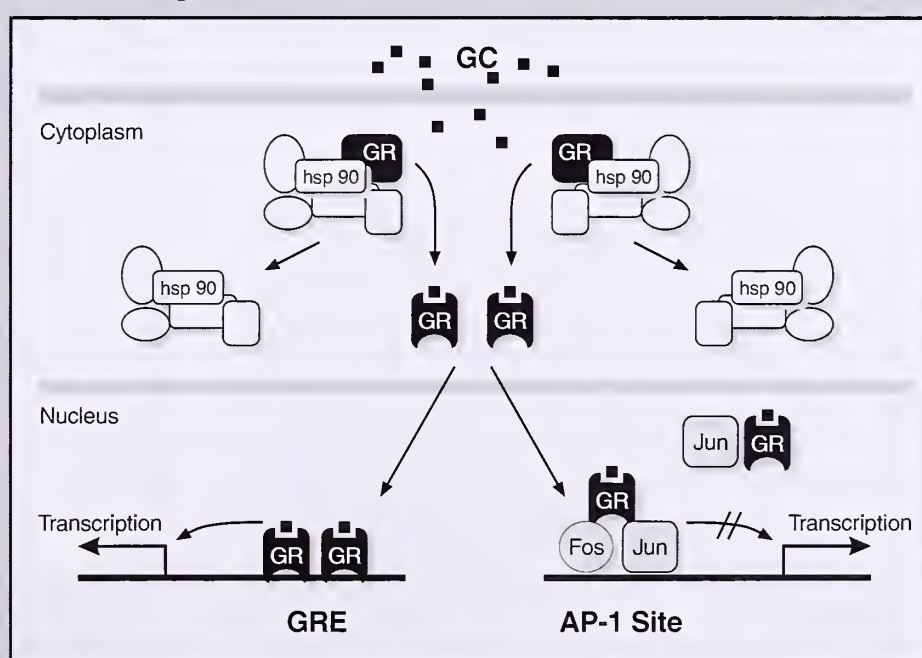 GC
Cytoplasm
GR
GR
hsp 90
hsp 90
hsp 90
hsp 90
GR
GR
Nucleus
Jun
GR
GR
Transcription
Transcription
GR
GR
Fos
Jun
GRE
AP-1 Site